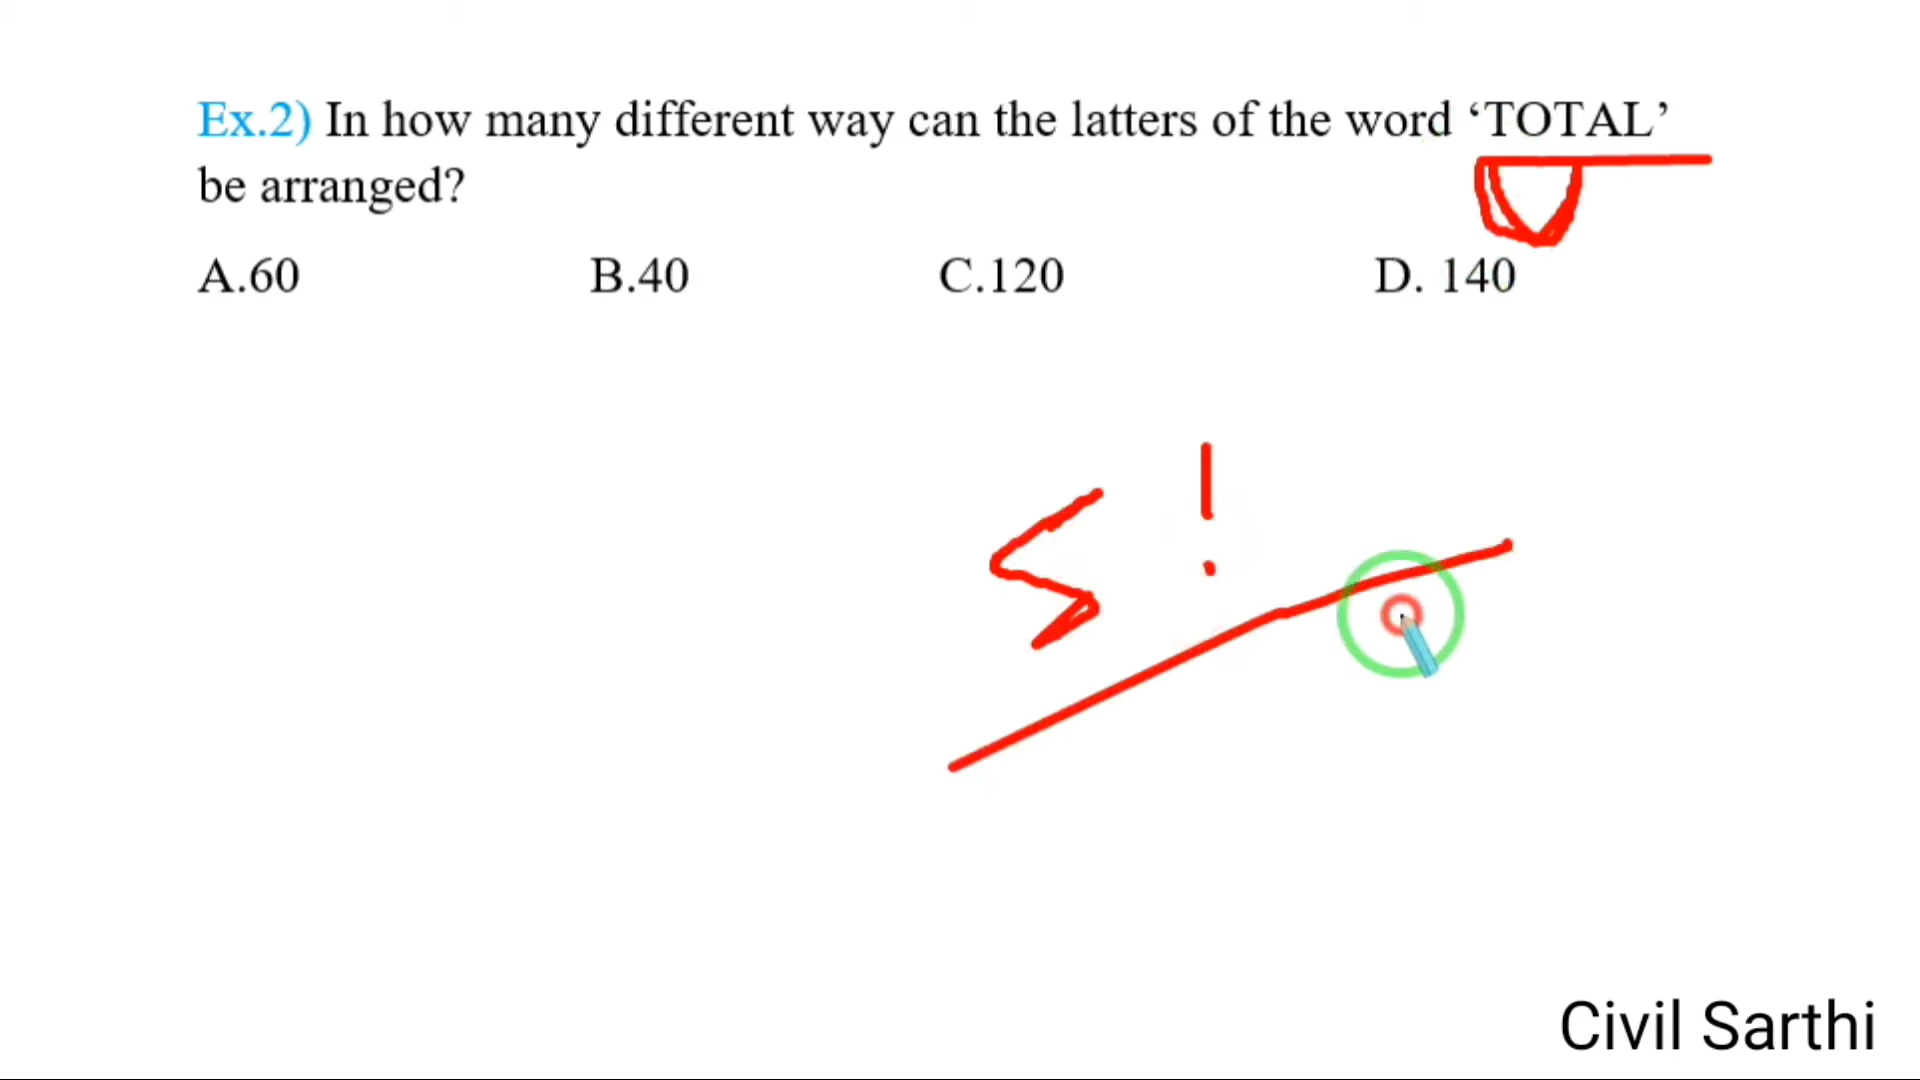 Ex.2) In how many different way can the latters of the word ‘TOTAL’
be arranged?
A.60 B.40 C.120 D. 140
5 !
Civil Sarthi